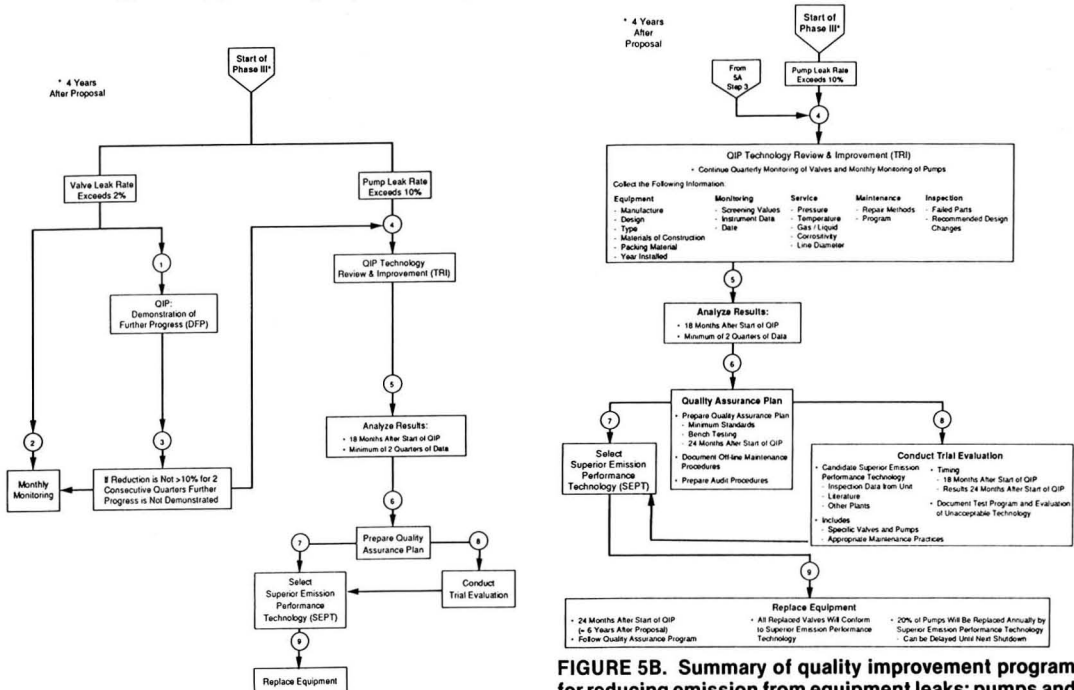 * 4 Years
After Proposal
Start of
Phase III*
Valve Leak Rate
Exceeds 2%
Pump Leak Rate
Exceeds 10%
4
QIP Technology
Review & Improvement (TRI)
1
QIP:
Demonstration of
Further Progress (DFP)
5
Analyze Results:
• 18 Months After Start of QIP
• Minimum of 2 Quarters of Data
2
3
Monthly
Monitoring
If Reduction is Not >10% for 2
Consecutive Quarters Further
Progress is Not Demonstrated
6
Prepare Quality
Assurance Plan
7
8
Select
Superior Emission
Performance
Technology (SEPT)
Conduct
Trial Evaluation
9
Replace Equipment
* 4 Years
After
Proposal
Start of
Phase III*
From
5A
Step 3
Pump Leak Rate
Exceeds 10%
4
QIP Technology Review & Improvement (TRI)
• Continue Quarterly Monitoring of Valves and Monthly Monitoring of Pumps
Collect the Following Information
Equipment
- Manufacture
- Design
- Type
- Materials of Construction
- Packing Material
- Year Installed
Monitoring
- Screening Values
- Instrument Data
- Date
Service
- Pressure
- Temperature
- Gas / Liquid
- Corrositivity
- Line Diameter
Maintenance
- Repair Methods
- Program
Inspection
- Failed Parts
- Recommended Design
Changes
5
Analyze Results:
• 18 Months After Start of QIP
• Minimum of 2 Quarters of Data
6
Quality Assurance Plan
• Prepare Quality Assurance Plan
- Minimum Standards
- Bench Testing
- 24 Months After Start of QIP
• Document Off-line Maintenance
Procedures
• Prepare Audit Procedures
7
Select
Superior Emission
Performance
Technology (SEPT)
8
Conduct Trial Evaluation
• Candidate Superior Emission
Performance Technology
- Inspection Data from Unit
- Literature
- Other Plants
• Includes
- Specific Valves and Pumps
- Appropriate Maintenance Practices
• Timing
- 18 Months After Start of QIP
- Results 24 Months After Start of QIP
• Document Test Program and Evaluation
of Unacceptable Technology
9
Replace Equipment
• 24 Months After Start of QIP
(= 6 Years After Proposal)
• Follow Quality Assurance Program
• All Replaced Valves Will Conform
to Superior Emission Performance
Technology
• 20% of Pumps Will Be Replaced Annually by
Superior Emission Performance Technology
- Can be Delayed Until Next Shutdown
FIGURE 5B. Summary of quality improvement program
for reducing emission from equipment leaks: pumps and